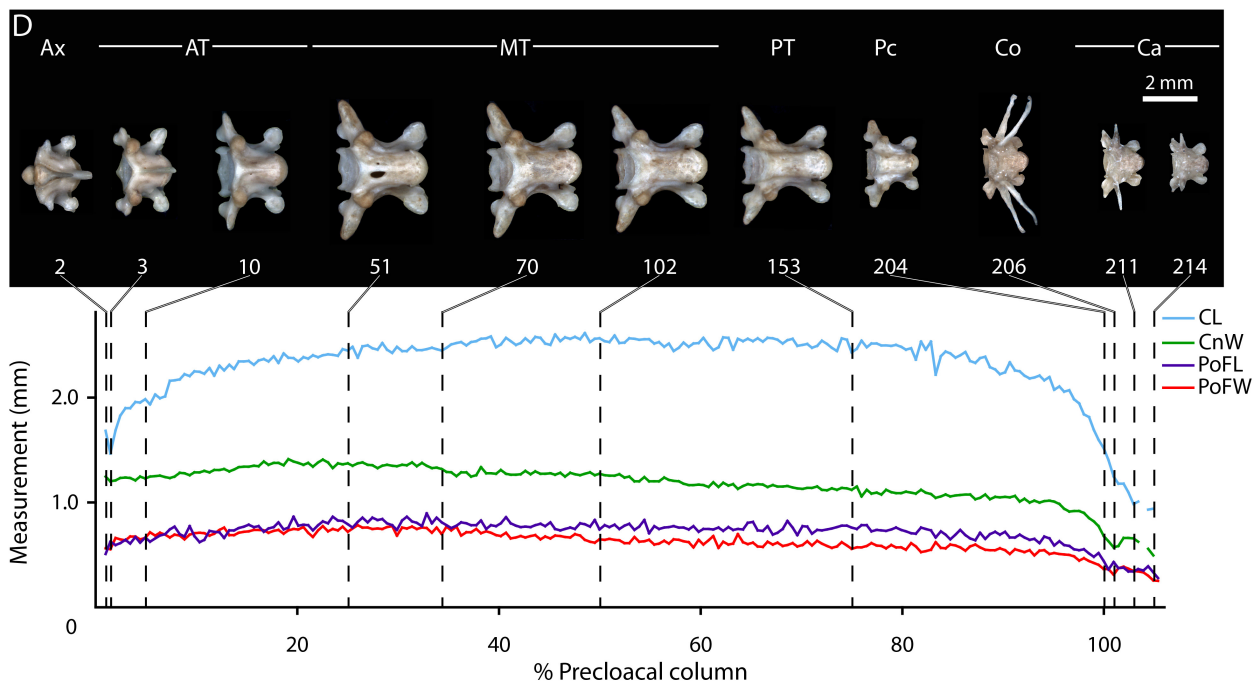 D
Ax AT MT PT Pc Co Ca
2 mm
2 3 10 51 70 102 153 204 206 211 214
CL
CnW
PoFL
PoFW
Measurement (mm)
2.0
1.0
0
20 40 60 80 100
% Precloacal column